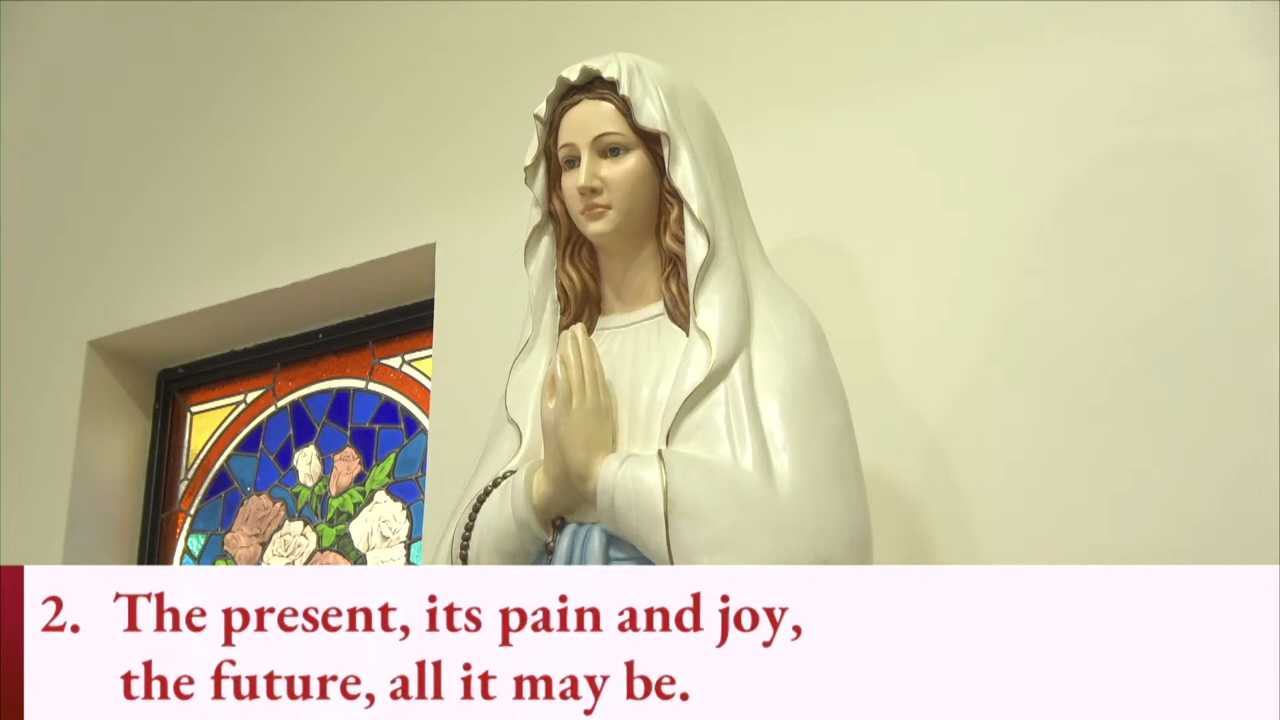 2. The present, its pain and joy,
the future, all it may be.